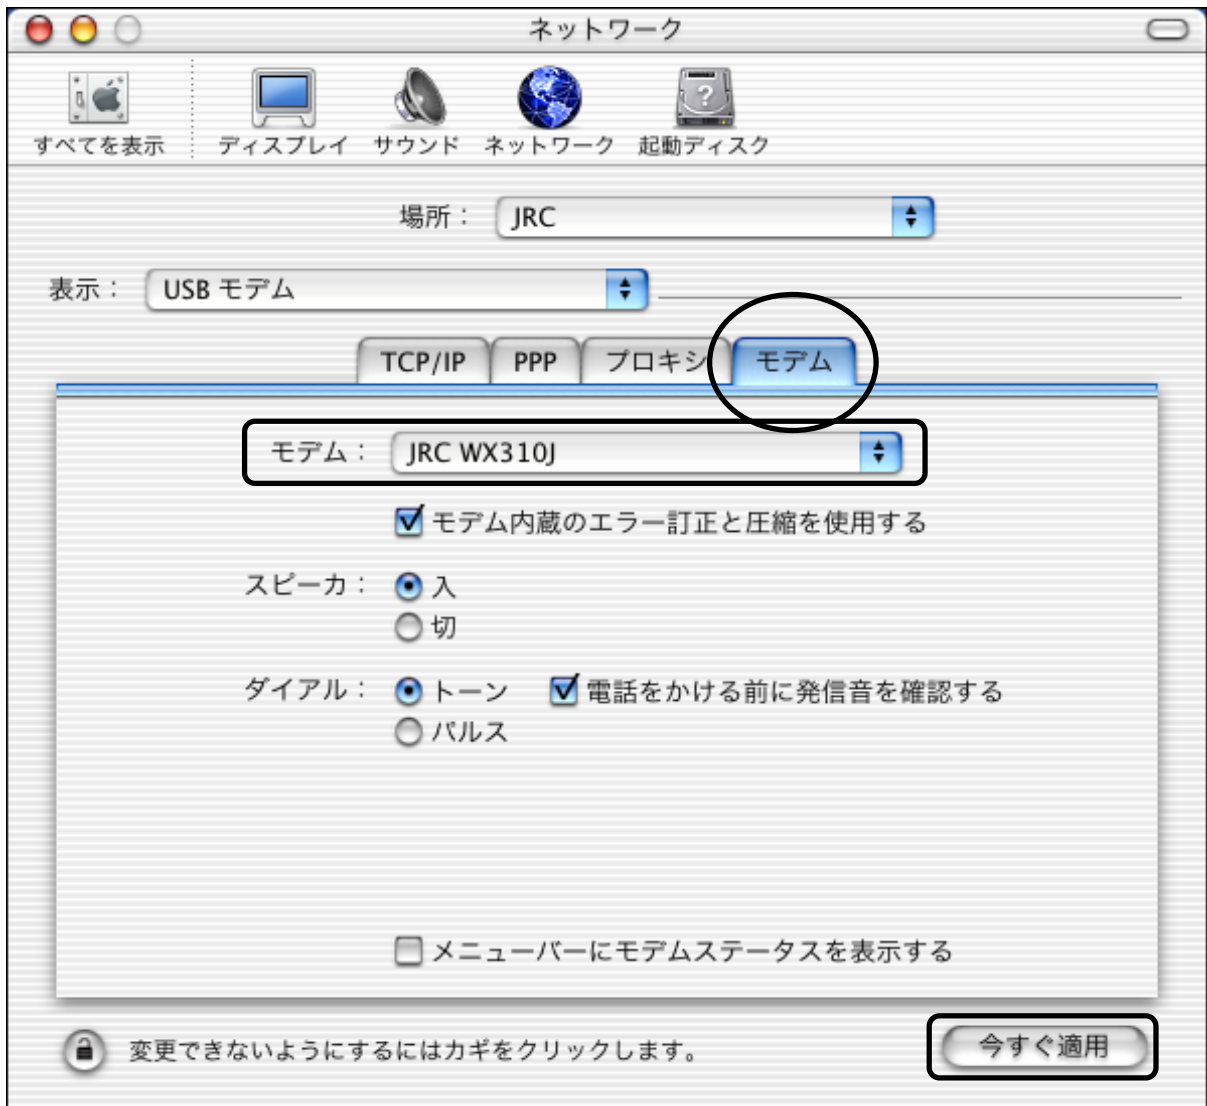 ネットワーク
すべてを表示 ディスプレイ サウンド ネットワーク 起動ディスク
場所： JRC
表示： USB モデム
TCP/IP PPP プロキシ モデム
モデム： JRC WX310J
モデム内蔵のエラー訂正と圧縮を使用する
スピーカ： 入
切
ダイアル： トーン 電話をかける前に発信音を確認する
パルス
メニューバーにモデムステータスを表示する
変更できないようにするにはカギをクリックします。 今すぐ適用